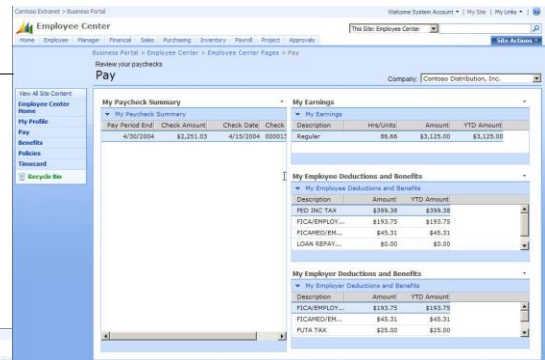 Contoso Extranet > Business Portal
Welcome System Account | My Site | My Links
Employee Center
This Site: Employee Center
Home Employee Manager Financial Sales Purchasing Inventory Payroll Project Approvals
Site Actions
Business Portal > Employee Center > Employee Center Pages > Pay
Review your paychecks
Pay
Company: Contoso Distribution, Inc.
View All Site Content
Employee Center Home
My Profile
Pay
Benefits
Policies
Timecard
Recycle Bin
My Paycheck Summary
My Paycheck Summary
Pay Period End Check Amount Check Date Check
4/30/2004 $2,251.03 4/15/2004 000013
My Earnings
My Earnings
Description Hrs/Units Amount YTD Amount
Regular 86.66 $3,125.00 $3,125.00
My Employee Deductions and Benefits
My Employee Deductions and Benefits
Description Amount YTD Amount
FED INC TAX $399.38 $399.38
FICA/EMPLOY... $193.75 $193.75
FICAMED/EM... $45.31 $45.31
LOAN REPAY... $0.00 $0.00
My Employer Deductions and Benefits
My Employer Deductions and Benefits
Description Amount YTD Amount
FICA/EMPLOY... $193.75 $193.75
FICAMED/EM... $45.31 $45.31
FUTA TAX $25.00 $25.00